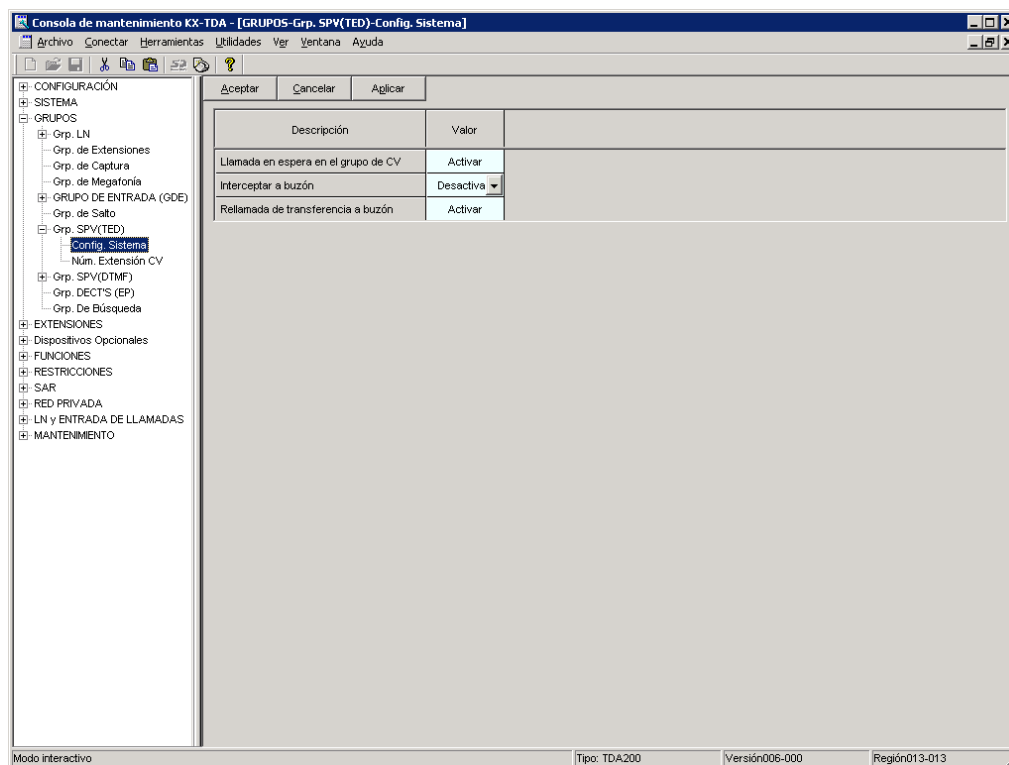 Consola de mantenimiento KX-TDA - [GRUPOS-Grp. SPV(TED)-Config. Sistema]
Archivo Conectar Herramientas Utilidades Ver Ventana Ayuda
CONFIGURACIÓN
SISTEMA
GRUPOS
Grp. LN
Grp. de Extensiones
Grp. de Captura
Grp. de Megafonía
GRUPO DE ENTRADA (GDE)
Grp. de Salto
Grp. SPV(TED)
Config. Sistema
Núm. Extensión CV
Grp. SPV(DTMF)
Grp. DECT'S (EP)
Grp. De Búsqueda
EXTENSIONES
Dispositivos Opcionales
FUNCIONES
RESTRICCIONES
SAR
RED PRIVADA
LN y ENTRADA DE LLAMADAS
MANTENIMIENTO
Aceptar Cancelar Aplicar
Descripción Valor
Llamada en espera en el grupo de CV Activar
Interceptar a buzón Desactiva
Rellamada de transferencia a buzón Activar
Modo interactivo Tipo: TDA200 Versión006-000 Región013-013